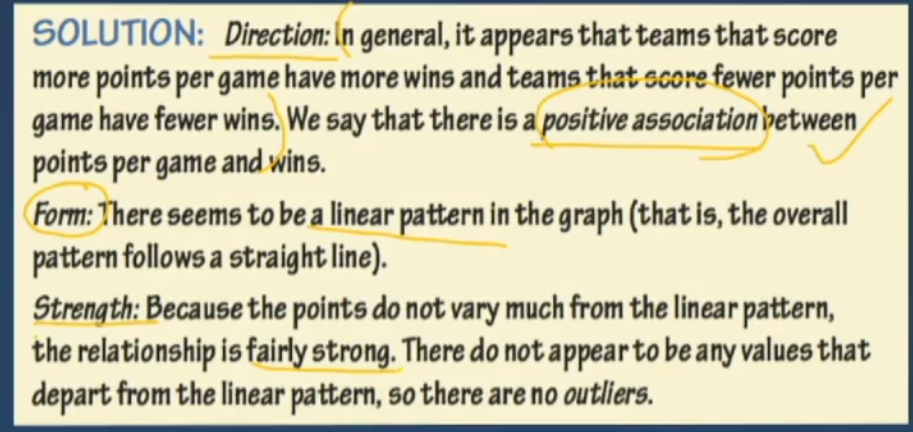 SOLUTION: Direction: In general, it appears that teams that score
more points per game have more wins and teams that score fewer points per
game have fewer wins. We say that there is a positive association between
points per game and wins.
Form: There seems to be a linear pattern in the graph (that is, the overall
pattern follows a straight line).
Strength: Because the points do not vary much from the linear pattern,
the relationship is fairly strong. There do not appear to be any values that
depart from the linear pattern, so there are no outliers.